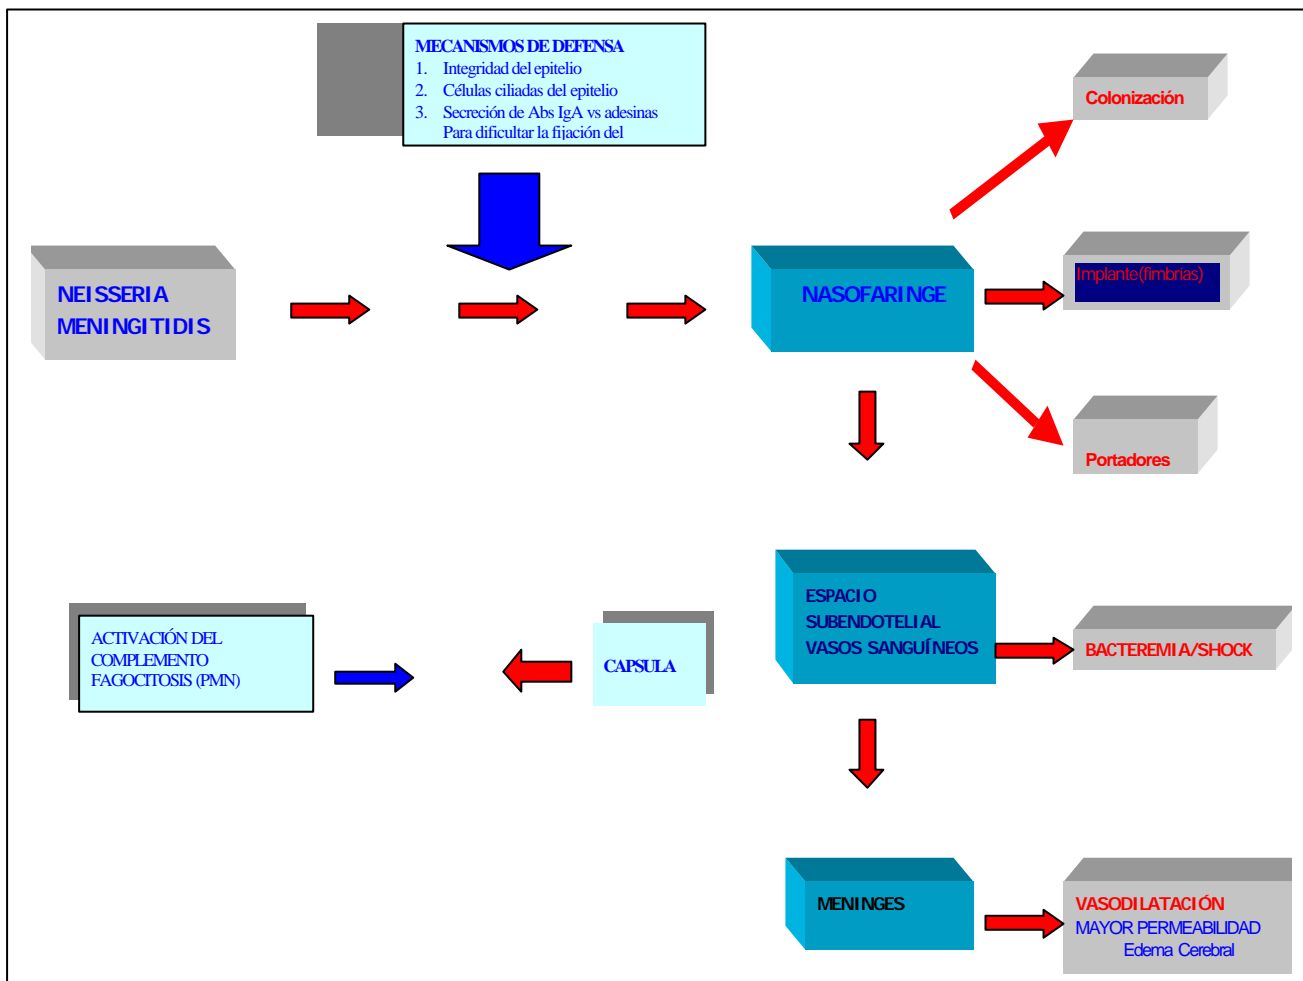 MECANISMOS DE DEFENSA
1. Integridad del epitelio
2. Células ciliadas del epitelio
3. Secreción de Abs IgA vs adesinas
Para dificultar la fijación del
Colonización
NEISSERIA
MENINGITIDIS
NASOFARINGE
Implante(fimbrías)
Portadores
ESPACIO
SUBENDOTELIAL
VASOS SANGUÍNEOS
BACTEREMIA/SHOCK
ACTIVACIÓN DEL
COMPLEMENTO
FAGOCITOSIS (PMN)
CAPSULA
MENINGES
VASODILATACIÓN
MAYOR PERMEABILIDAD
Edema Cerebral